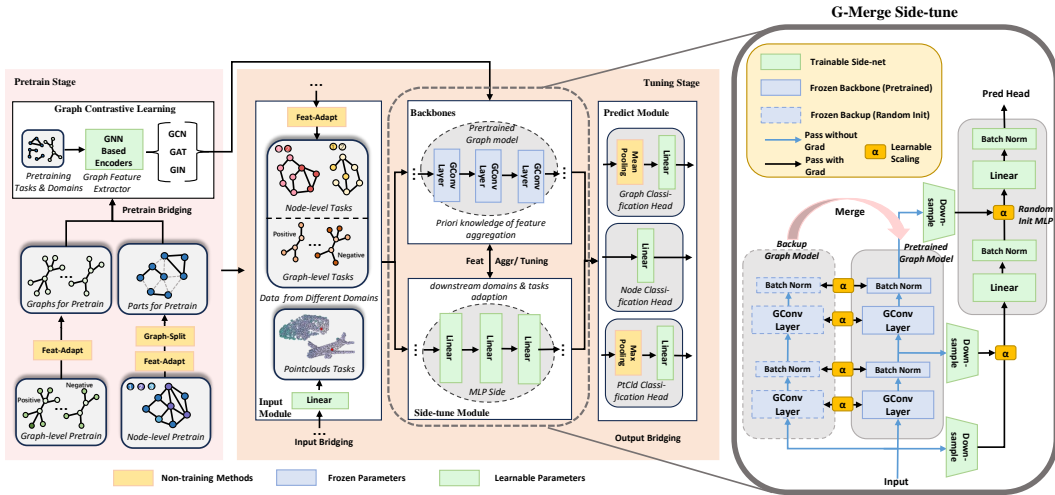 G-Merge Side-tune
Pretrain Stage
Graph Contrastive Learning
GNN
Based
Encoders
GCN
GAT
GIN
Pretraining
Tasks & Domains
Graph Feature
Extractor
Pretrain Bridging
Graphs for Pretrain
Parts for Pretrain
Graph-Split
Feat-Adapt
Feat-Adapt
Positive
Negative
Graph-level Pretrain
Node-level Pretrain
Tuning Stage
...
Feat-Adapt
Node-level Tasks
Positive
Negative
Graph-level Tasks
Data from Different Domains
Pointclouds Tasks
Input
Module
Linear
Input Bridging
Backbones
Pretrained
Graph model
GConv
Layer
GConv
Layer
GConv
Layer
Priori knowledge of feature
aggregation
Feat
Aggr/ Tuning
downstream domains & tasks
adaption
Linear
Linear
Linear
MLP Side
Side-tune Module
Predict Module
Mean
Pooling
Linear
Graph Classi-
fication Head
Linear
Node Classi-
fication Head
Max
Pooling
Linear
PtCld Classi-
fication Head
Output Bridging
Non-training Methods
Frozen Parameters
Learnable Parameters
Trainable Side-net
Frozen Backbone (Pretrained)
Frozen Backup (Random Init)
Pass without
Grad
Pass with
Grad
α
Learnable
Scaling
Pred Head
Batch Norm
Linear
α
Random
Init MLP
Batch Norm
Linear
Down-
sample
Merge
Backup
Graph Model
Pretrained
Graph Model
Batch Norm
α
Batch Norm
GConv
Layer
α
GConv
Layer
Down-
sample
α
Batch Norm
α
Batch Norm
GConv
Layer
α
GConv
Layer
Down-
sample
Input